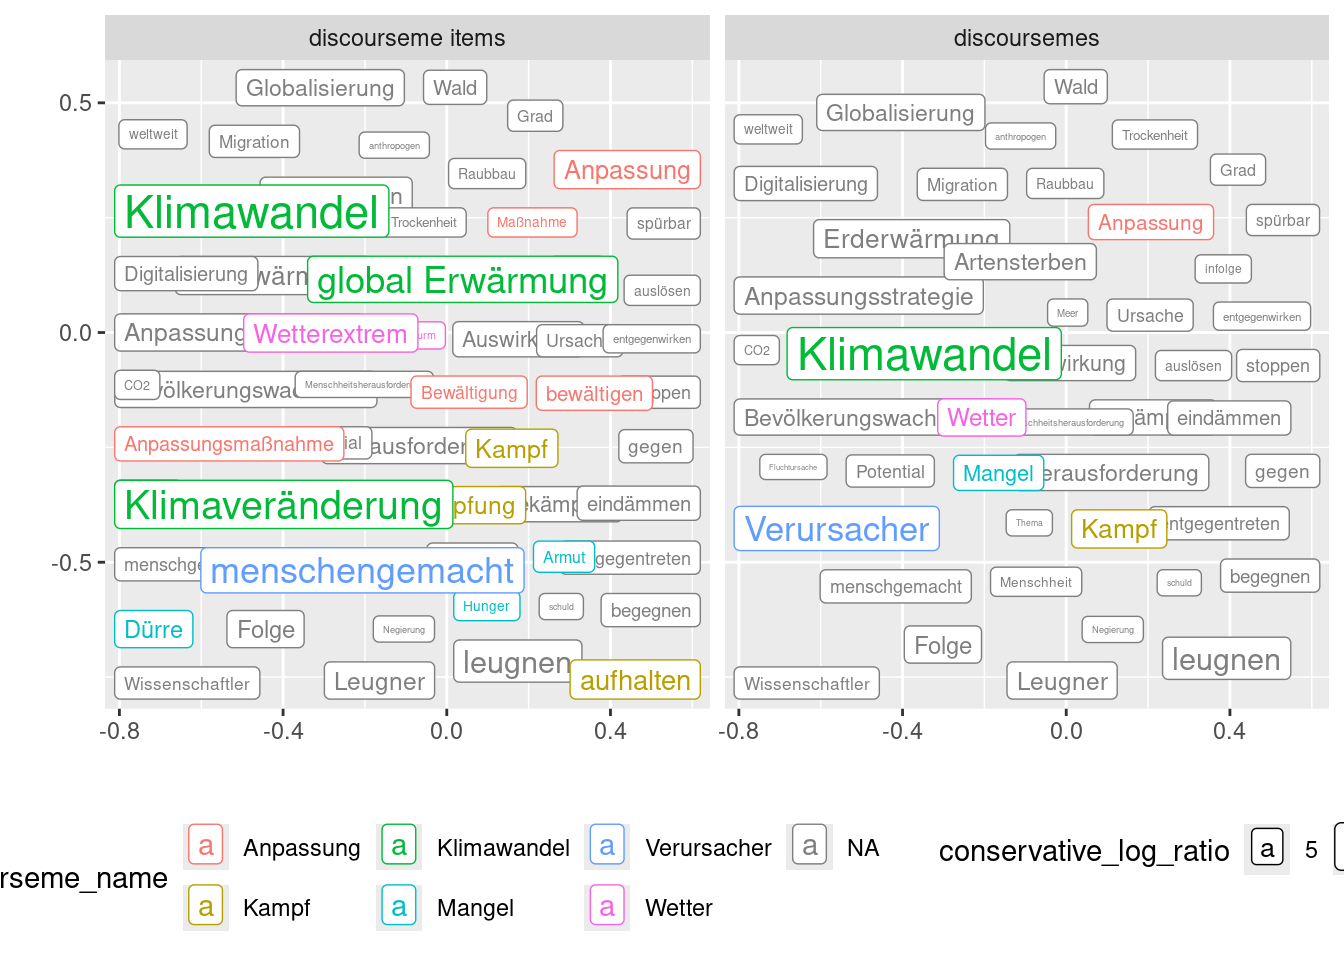 discourseme items
discoursemes
0.5
0.0
-0.5
Globalisierung
Wald
Grad
weltweit
Migration
anthropogen
Raubbau
Anpassung
Klimawandel
Trockenheit
Maßnahme
spürbar
Digitalisierung
global Erwärmung
auslösen
Anpassung
Wetterextrem
Auswirk
Ursach
entgegenwirken
CO2
Bewältigung
bewältigen
Anpassungsmaßnahme
Kampf
gegen
Klimaveränderung
pfung
eindämmen
menschge
menschengemacht
Armut
gegentreten
Hunger
schuld
begegnen
Dürre
Folge
Negierung
leugnen
aufhalten
Wissenschaftler
Leugner
-0.8
-0.4
0.0
0.4
Wald
Globalisierung
weltweit
anthropogen
Trockenheit
Grad
Digitalisierung
Migration
Raubbau
Anpassung
spürbar
Erderwärmung
Artensterben
infolge
Anpassungsstrategie
Meer
Ursache
entgegenwirken
CO2
Klimawandel
wirkung
auslösen
stoppen
Bevölkerungswach
Wetter
chheitsherausforderung
eindämmen
Fluchtursache
Potential
Mangel
erausforderung
gegen
Verursacher
Thema
Kampf
entgegentreten
menschgemacht
Menschheit
schuld
begegnen
Negierung
Folge
leugnen
Wissenschaftler
Leugner
-0.8
-0.4
0.0
0.4
rseme_name
a Anpassung
a Klimawandel
a Verursacher
a NA
a Kampf
a Mangel
a Wetter
conservative_log_ratio
a 5